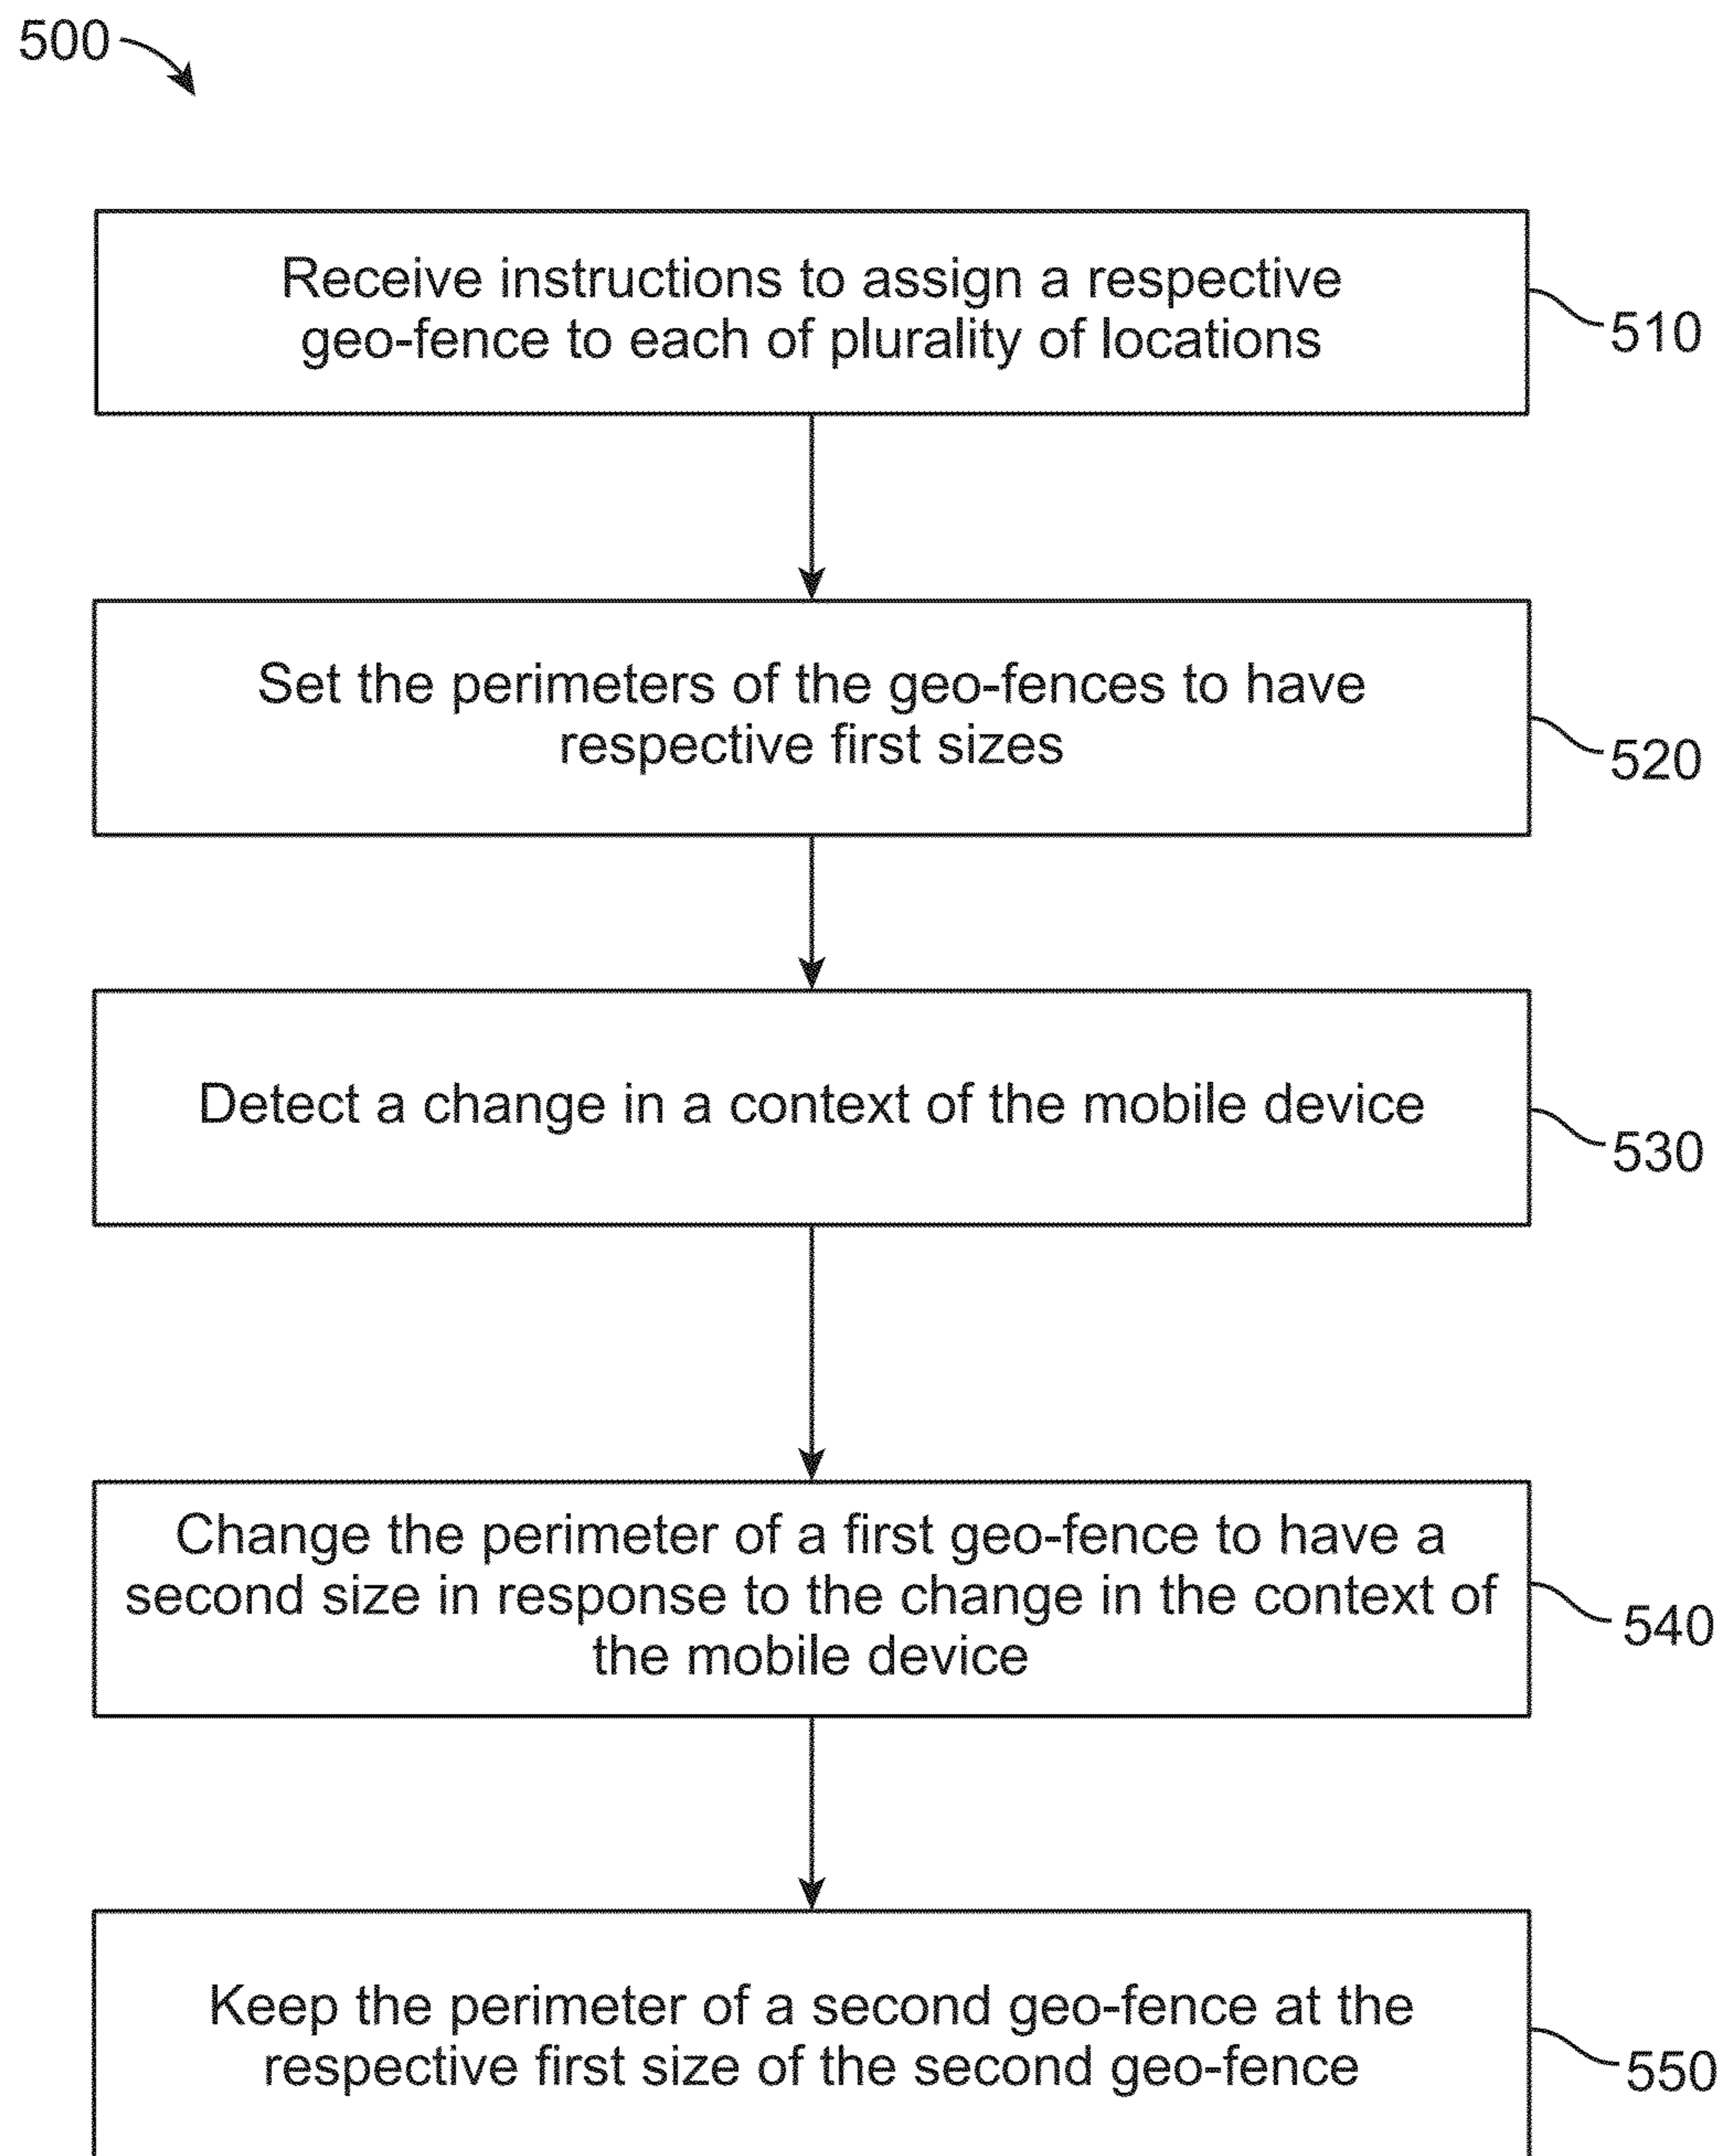 500
Receive instructions to assign a respective
geo-fence to each of plurality of locations
510
Set the perimeters of the geo-fences to have
respective first sizes
520
Detect a change in a context of the mobile device
530
Change the perimeter of a first geo-fence to have a
second size in response to the change in the context of
the mobile device
540
Keep the perimeter of a second geo-fence at the
respective first size of the second geo-fence
550